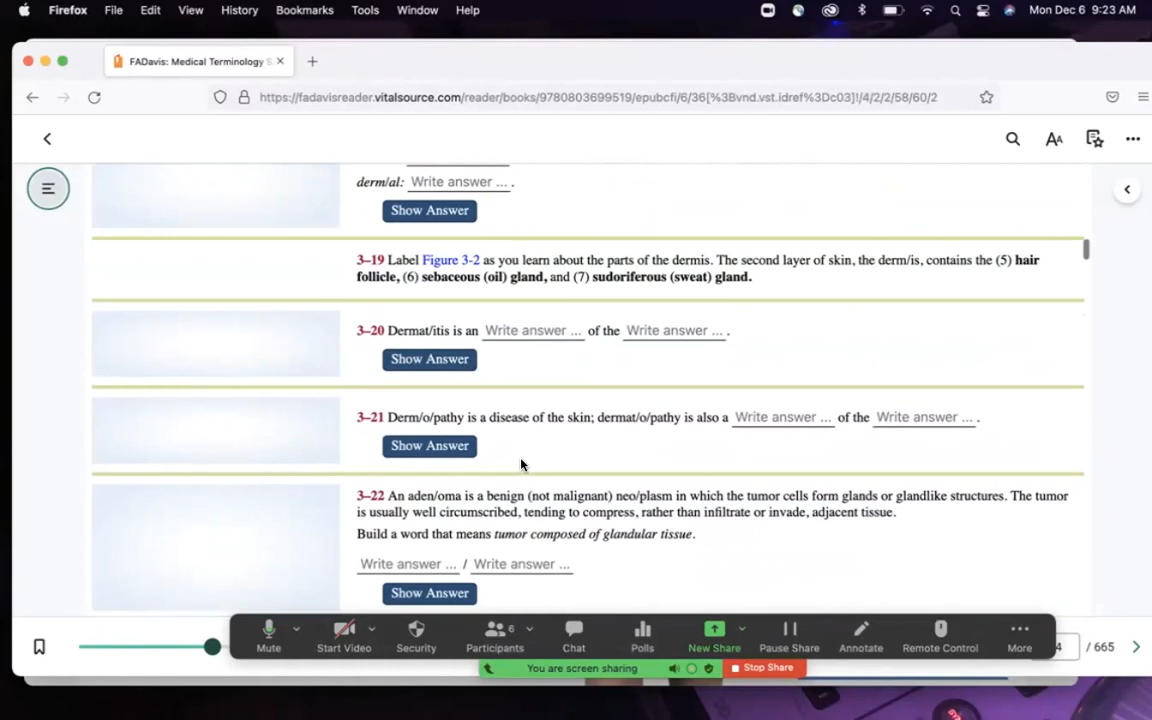 Firefox File Edit View History Bookmarks Tools Window Help Mon Dec 6 9:23 AM
FADavis: Medical Terminology S
https://fadavisreader.vitalsource.com/reader/books/9780803699519/epubcfi/6/36[%3Bvnd.vst.idref%3Dc03]!/4/2/2/58/60/2
AA
derm/al: Write answer ... .
Show Answer
3–19 Label Figure 3-2 as you learn about the parts of the dermis. The second layer of skin, the derm/is, contains the (5) hair
follicle, (6) sebaceous (oil) gland, and (7) sudoriferous (sweat) gland.
3–20 Dermat/itis is an Write answer ... of the Write answer ... .
Show Answer
3–21 Derm/o/pathy is a disease of the skin; dermat/o/pathy is also a Write answer ... of the Write answer ... .
Show Answer
3–22 An aden/oma is a benign (not malignant) neo/plasm in which the tumor cells form glands or glandlike structures. The tumor
is usually well circumscribed, tending to compress, rather than infiltrate or invade, adjacent tissue.
Build a word that means tumor composed of glandular tissue.
Write answer ... / Write answer ...
Show Answer
6
Mute Start Video Security Participants Chat Polls New Share Pause Share Annotate Remote Control More
4 / 665
You are screen sharing Stop Share